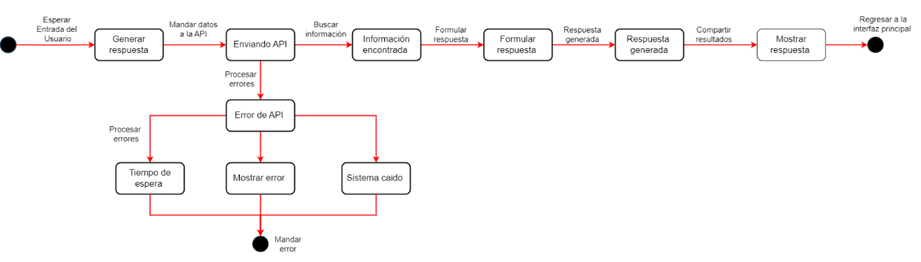 Esperar
Entrada del
Usuario
Generar
respuesta
Mandar datos
a la API
Enviando API
Buscar
información
Información
encontrada
Formular
respuesta
Formular
respuesta
Respuesta
generada
Respuesta
generada
Compartir
resultados
Mostrar
respuesta
Regresar a la
interfaz principal
Procesar
errores
Error de API
Procesar
errores
Tiempo de
espera
Mostrar error
Sistema caido
Mandar
error